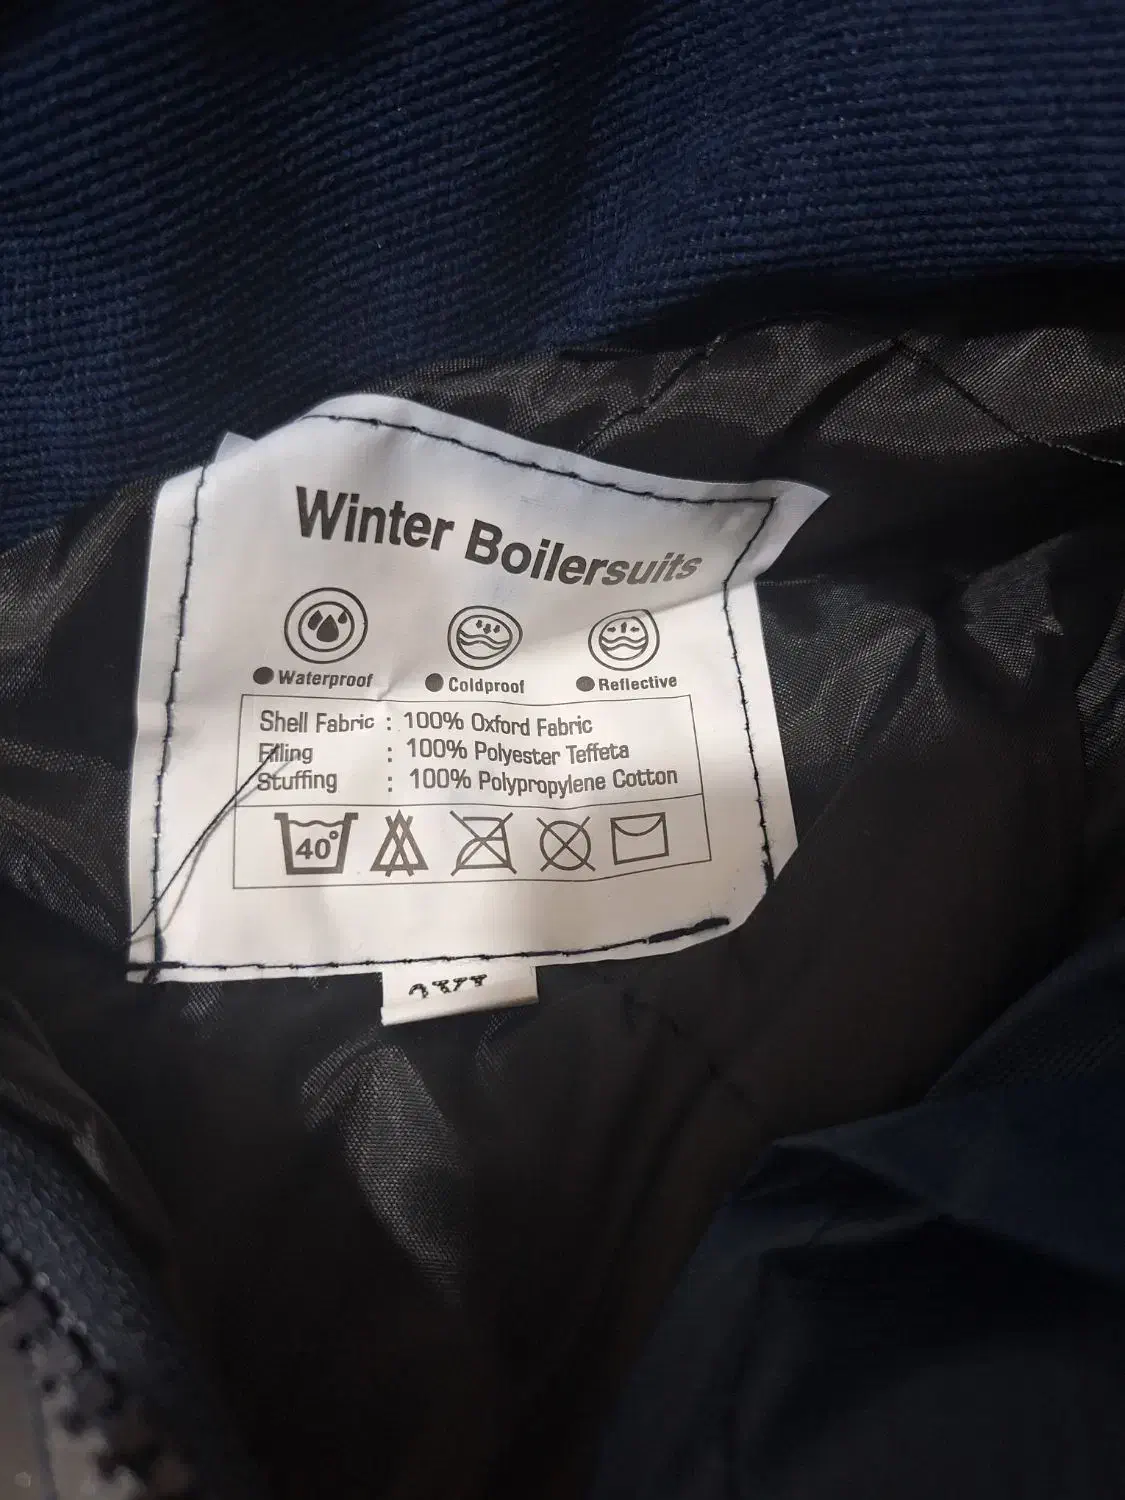 Winter Boilersuits
Waterproof Coldproof Reflective
Shell Fabric : 100% Oxford Fabric
Filling : 100% Polyester Teffeta
Stuffing : 100% Polypropylene Cotton
40°